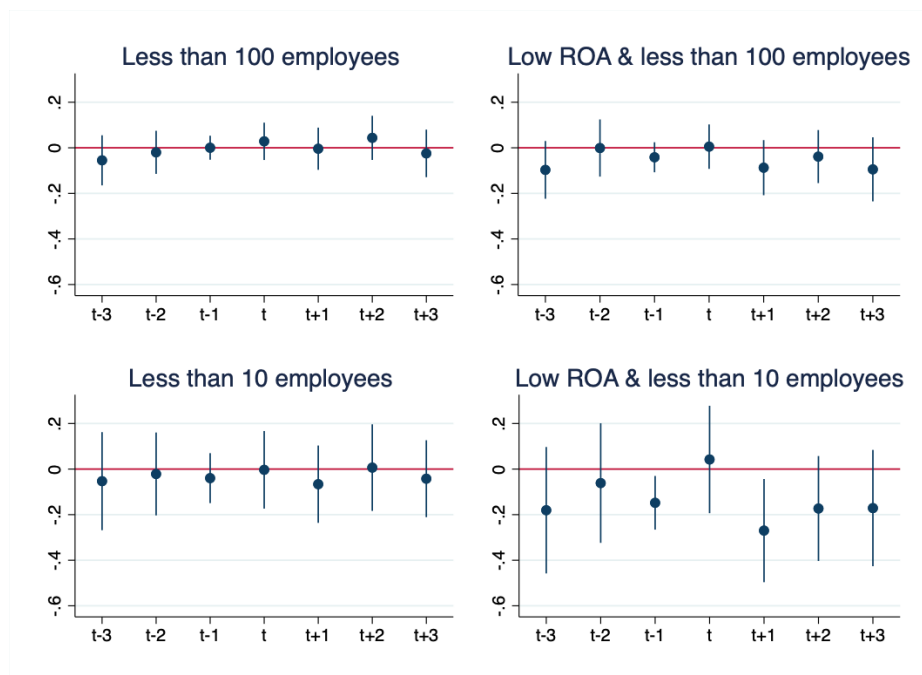 Less than 100 employees
.2
0
-.2
-.4
-.6
t-3 t-2 t-1 t t+1 t+2 t+3
Low ROA & less than 100 employees
.2
0
-.2
-.4
-.6
t-3 t-2 t-1 t t+1 t+2 t+3
Less than 10 employees
.2
0
-.2
-.4
-.6
t-3 t-2 t-1 t t+1 t+2 t+3
Low ROA & less than 10 employees
.2
0
-.2
-.4
-.6
t-3 t-2 t-1 t t+1 t+2 t+3